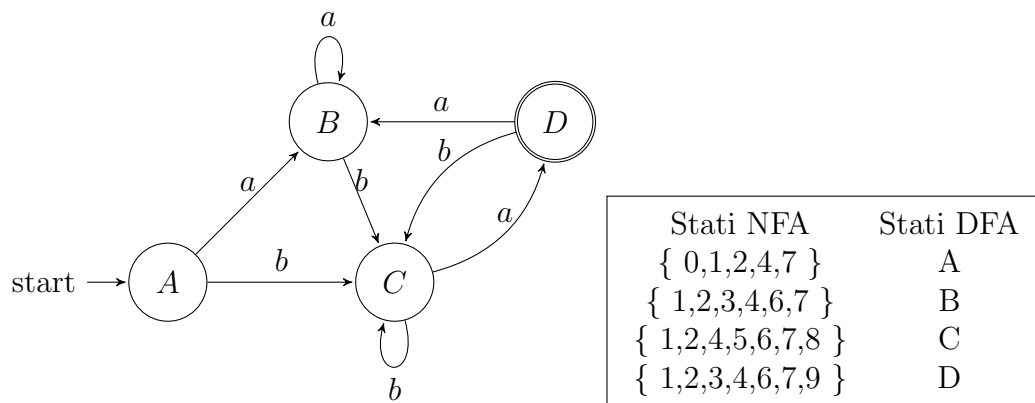 a
B
a
D
b
a
b
a
start
A
b
C
b
Stati NFA Stati DFA
{ 0,1,2,4,7 } A
{ 1,2,3,4,6,7 } B
{ 1,2,4,5,6,7,8 } C
{ 1,2,3,4,6,7,9 } D